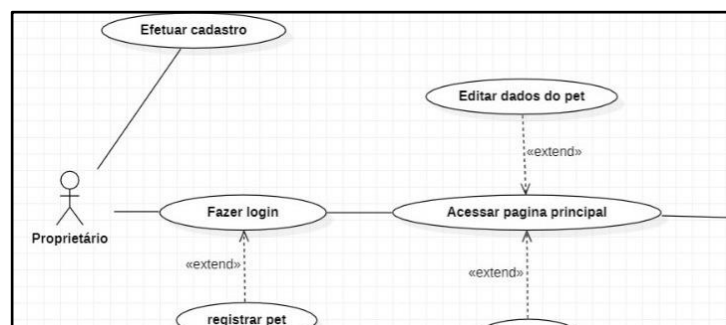 Efetuar cadastro
Editar dados do pet
«extend»
Fazer login
Acessar pagina principal
Proprietário
«extend»
«extend»
registrar pet